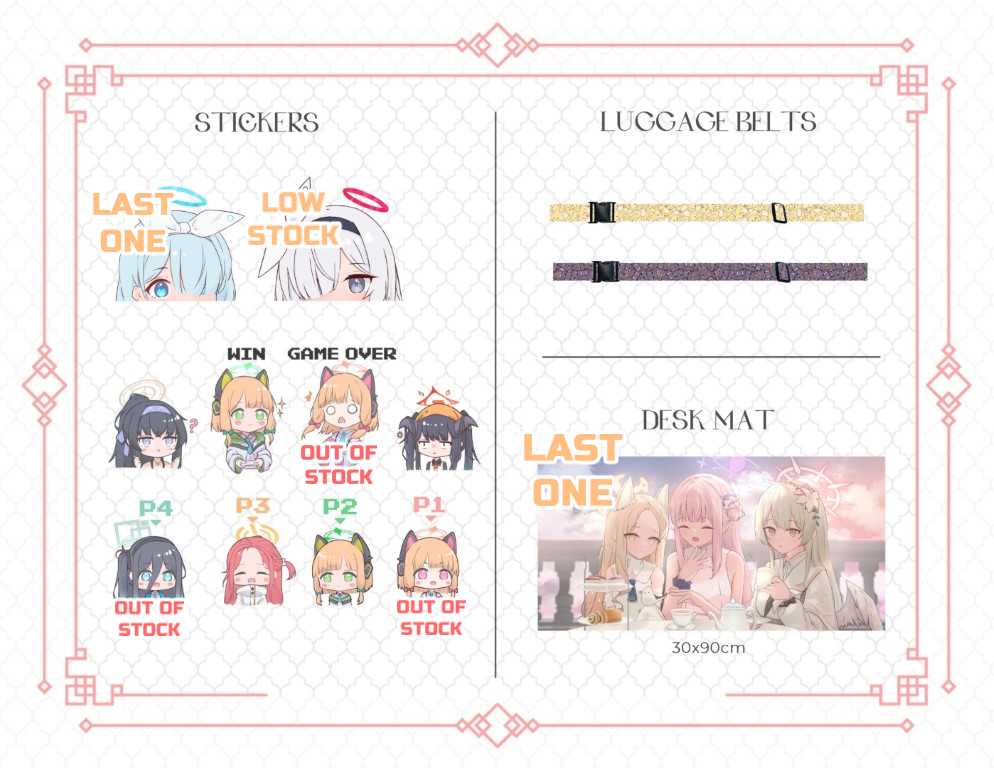 STICKERS
LAST
ONE
LOW
STOCK
WIN
GAME OVER
?
OUT OF
STOCK
P4
P3
P2
P1
OUT OF
STOCK
OUT OF
STOCK
LUGGAGE BELTS
DESK MAT
LAST
ONE
30x90cm